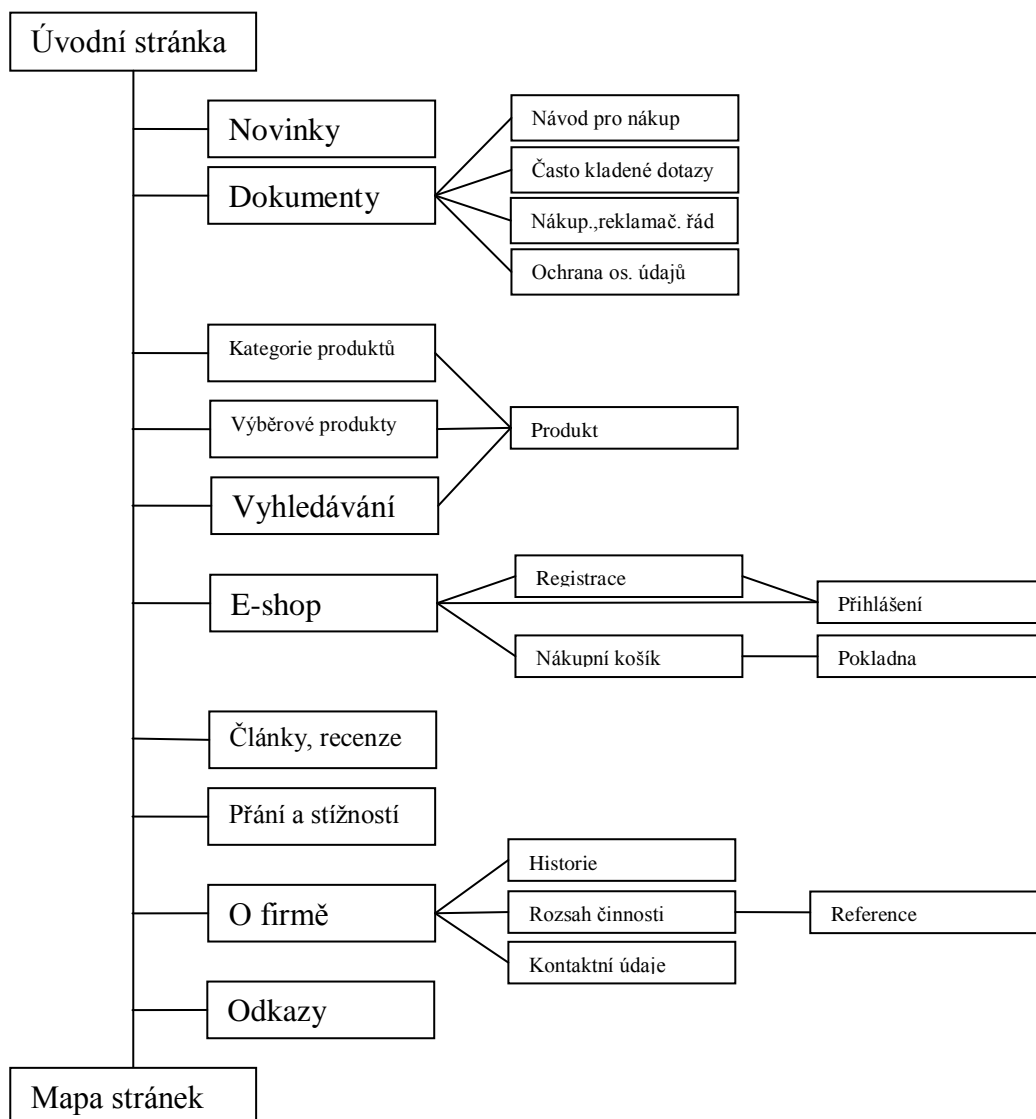 Úvodní stránka
Novinky
Dokumenty
Návod pro nákup
Často kladené dotazy
Nákup.,reklamač. řád
Ochrana os. údajů
Kategorie produktů
Výběrové produkty
Vyhledávání
Produkt
E-shop
Registrace
Přihlášení
Nákupní košík
Pokladna
Články, recenze
Přání a stížností
O firmě
Historie
Rozsah činnosti
Reference
Kontaktní údaje
Odkazy
Mapa stránek